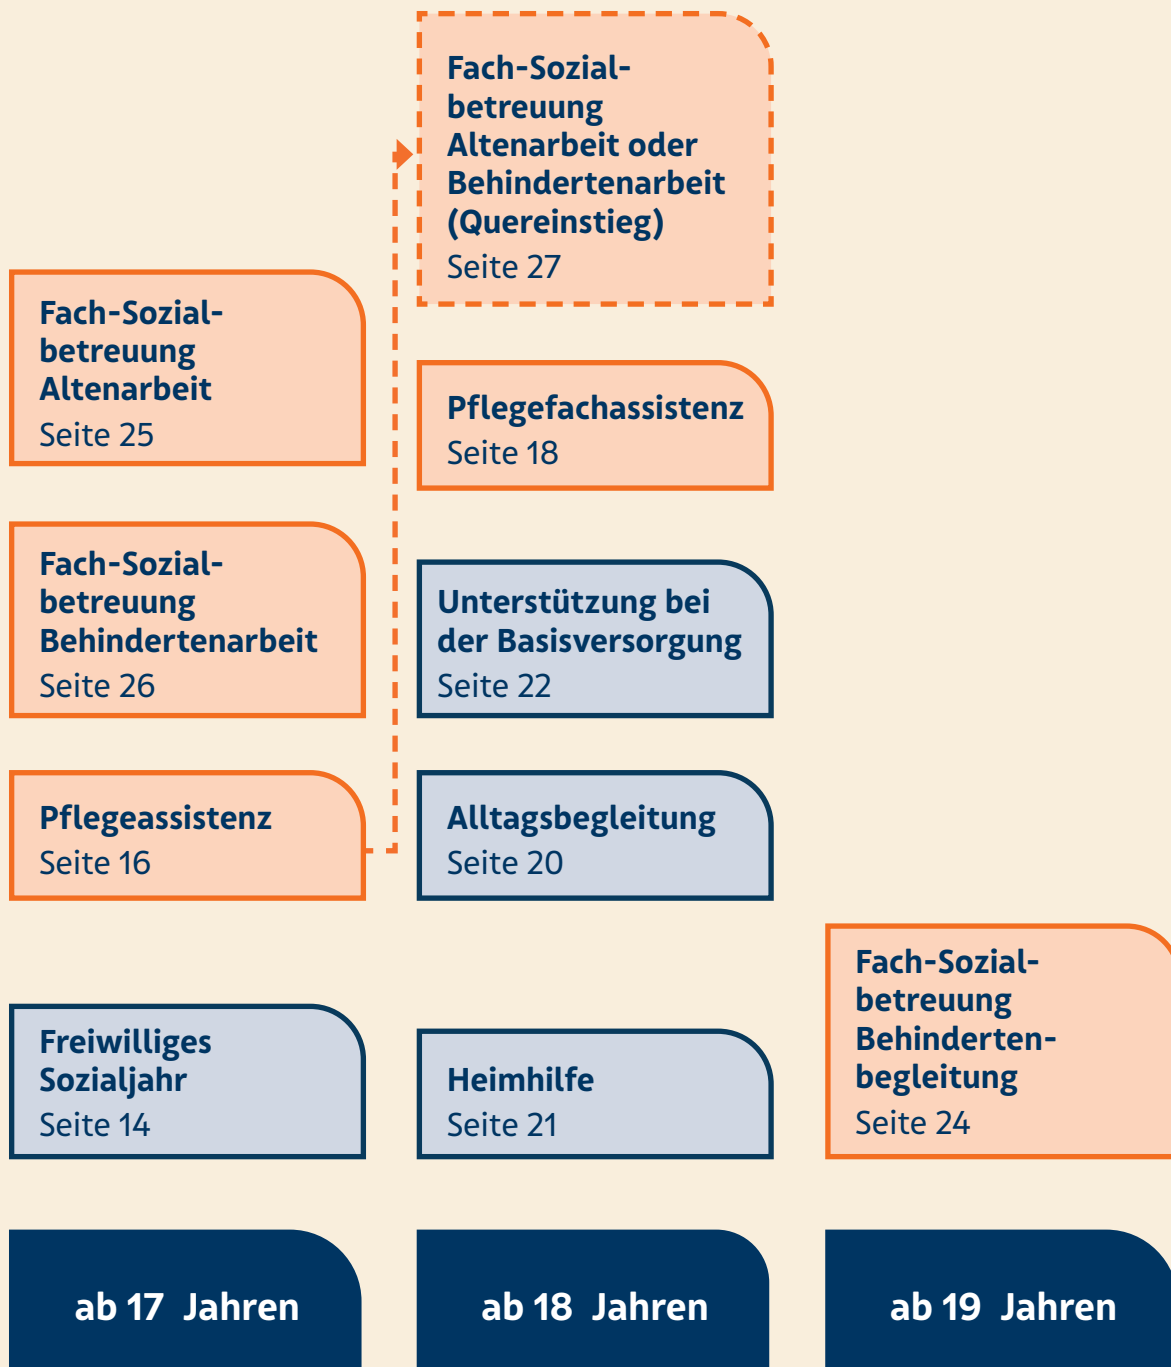 Fach-Sozial-
betreuung
Altenarbeit oder
Behindertenarbeit
(Quereinstieg)
Seite 27
Fach-Sozial-
betreuung
Altenarbeit
Seite 25
Pflegefachassistenz
Seite 18
Fach-Sozial-
betreuung
Behindertenarbeit
Seite 26
Unterstützung bei
der Basisversorgung
Seite 22
Pflegeassistenz
Seite 16
Alltagsbegleitung
Seite 20
Fach-Sozial-
betreuung
Behinderten-
begleitung
Seite 24
Freiwilliges
Sozialjahr
Seite 14
Heimhilfe
Seite 21
ab 17 Jahren
ab 18 Jahren
ab 19 Jahren